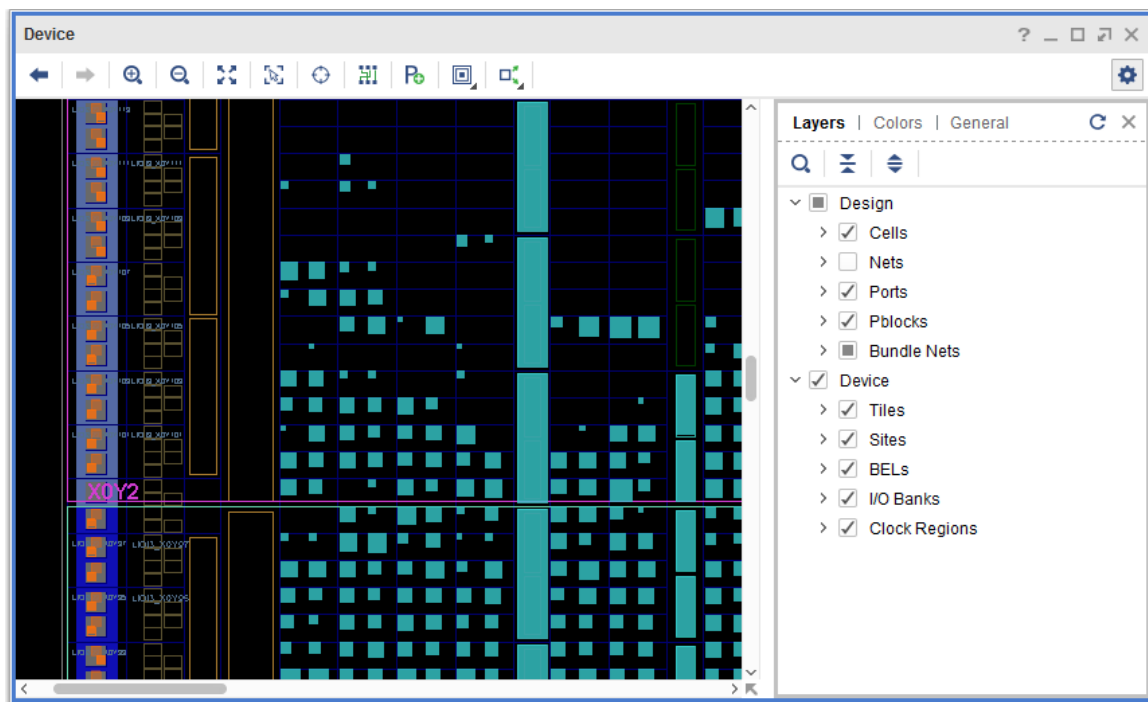 Device
?
Layers | Colors | General
Design
Cells
Nets
Ports
Pblocks
Bundle Nets
Device
Tiles
Sites
BELs
I/O Banks
Clock Regions
X0Y2